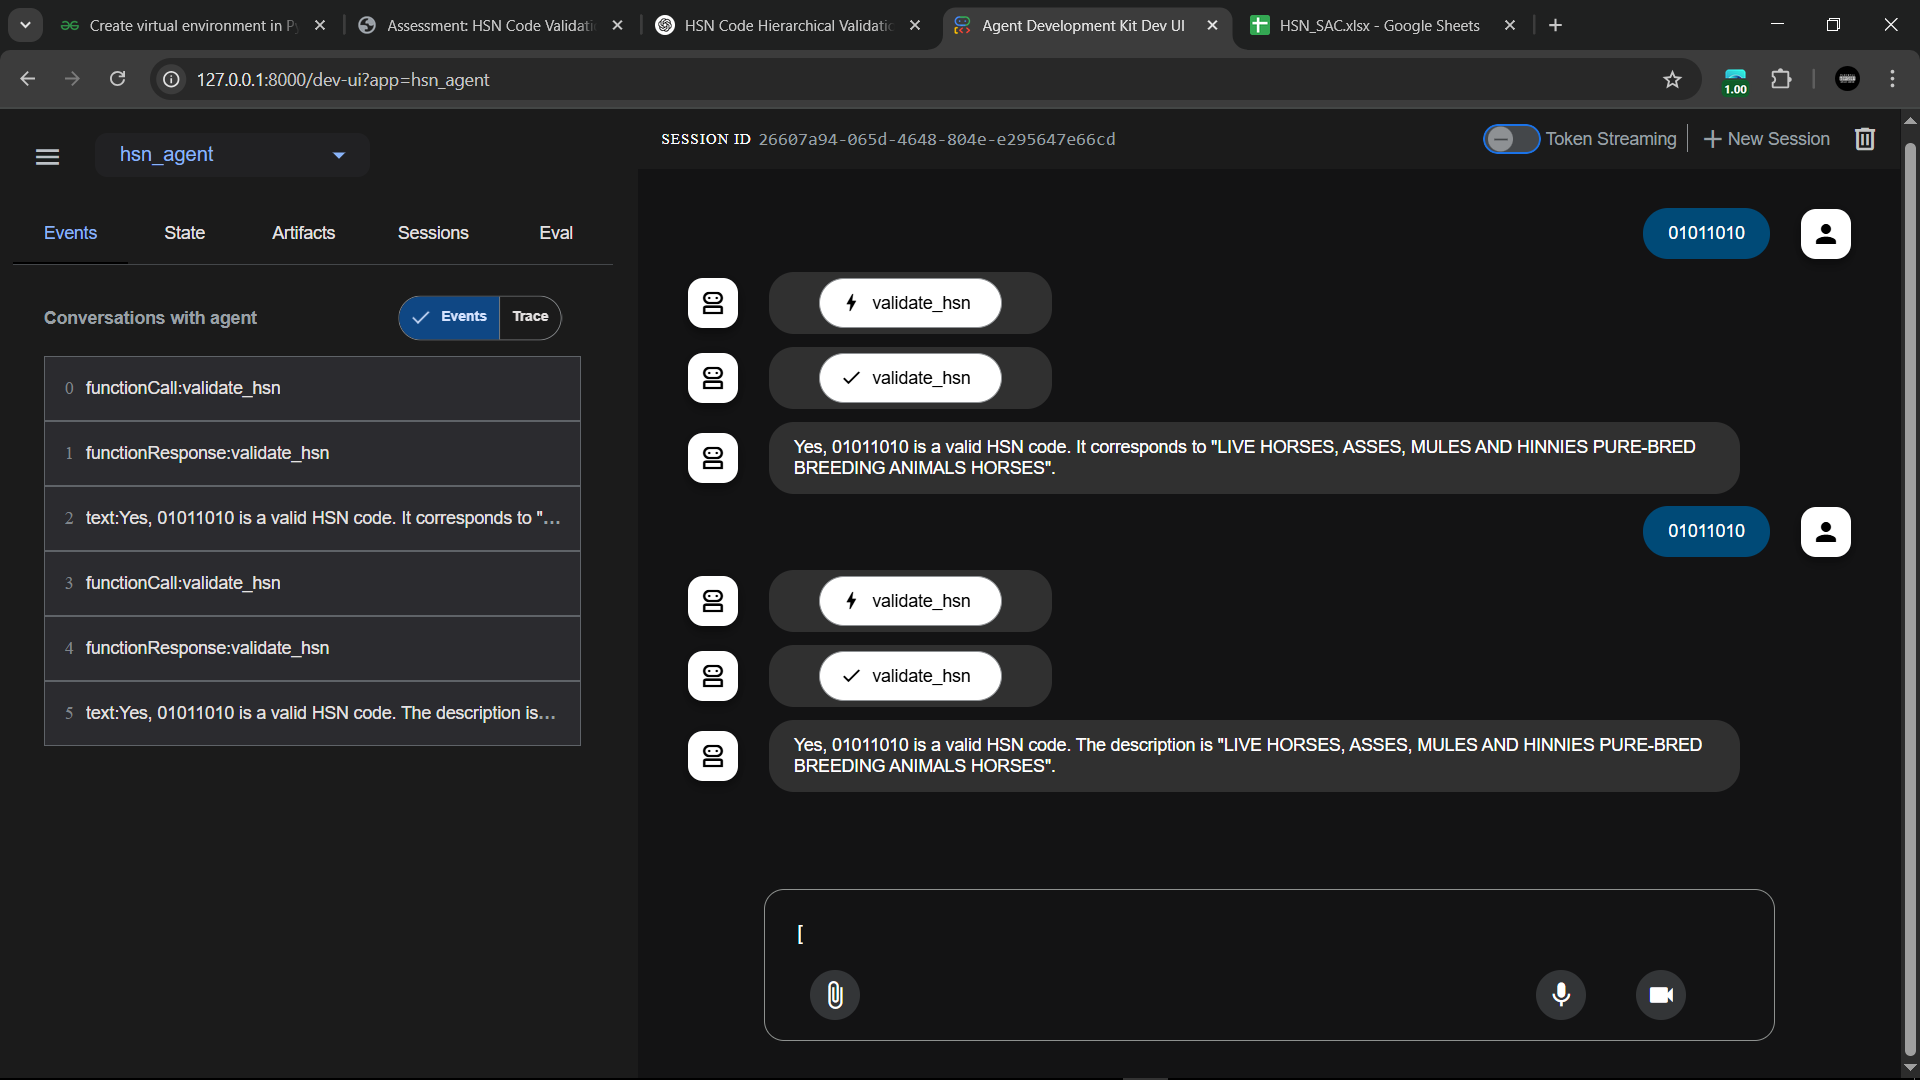 Create virtual environment in Py
Assessment: HSN Code Validati
HSN Code Hierarchical Validatic
Agent Development Kit Dev UI
HSN_SAC.xlsx - Google Sheets
127.0.0.1:8000/dev-ui?app=hsn_agent
1.00
hsn_agent
SESSION ID 26607a94-065d-4648-804e-e295647e66cd
Token Streaming
New Session
Events
State
Artifacts
Sessions
Eval
Conversations with agent
Events
Trace
0 functionCall:validate_hsn
1 functionResponse:validate_hsn
2 text:Yes, 01011010 is a valid HSN code. It corresponds to "...
3 functionCall:validate_hsn
4 functionResponse:validate_hsn
5 text:Yes, 01011010 is a valid HSN code. The description is...
01011010
validate_hsn
validate_hsn
Yes, 01011010 is a valid HSN code. It corresponds to "LIVE HORSES, ASSES, MULES AND HINNIES PURE-BRED
BREEDING ANIMALS HORSES".
01011010
validate_hsn
validate_hsn
Yes, 01011010 is a valid HSN code. The description is "LIVE HORSES, ASSES, MULES AND HINNIES PURE-BRED
BREEDING ANIMALS HORSES".
[